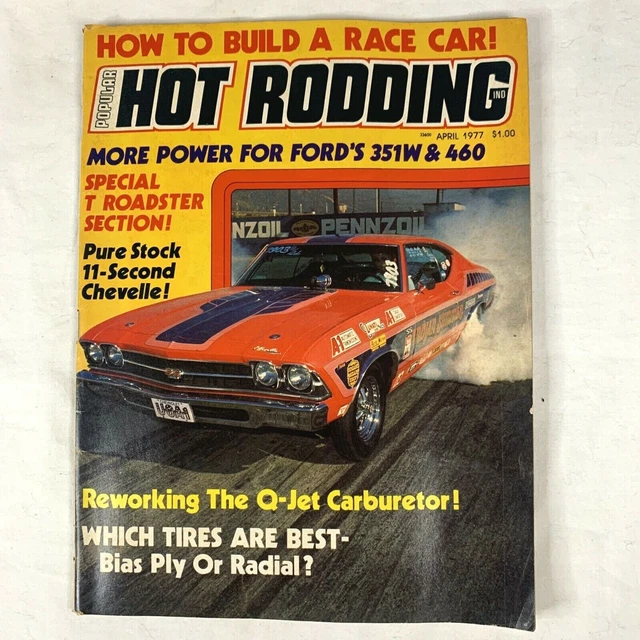 HOW TO BUILD A RACE CAR!
POPULAR
HOT RODDING
IND
APRIL 1977 $1.00
MORE POWER FOR FORD'S 351W & 460
SPECIAL
T ROADSTER
SECTION!
Pure Stock
11-Second
Chevelle!
NZOIL PENNZOIL
Reworking The Q-Jet Carburetor!
WHICH TIRES ARE BEST-
Bias Ply Or Radial?